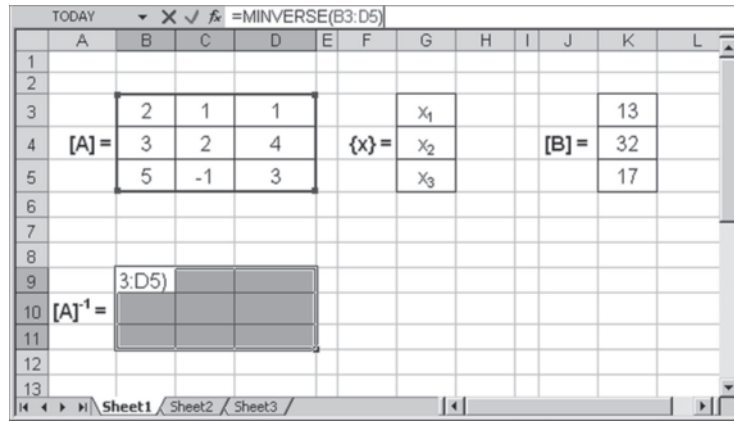 TODAY =MINVERSE(B3:D5)
A B C D E F G H I J K L
1
2
3 2 1 1 x₁ 13
4 [A] = 3 2 4 {x} = x₂ [B] = 32
5 5 -1 3 x₃ 17
6
7
8
9 3:D5)
10 [A]⁻¹ =
11
12
13
Sheet1 Sheet2 Sheet3